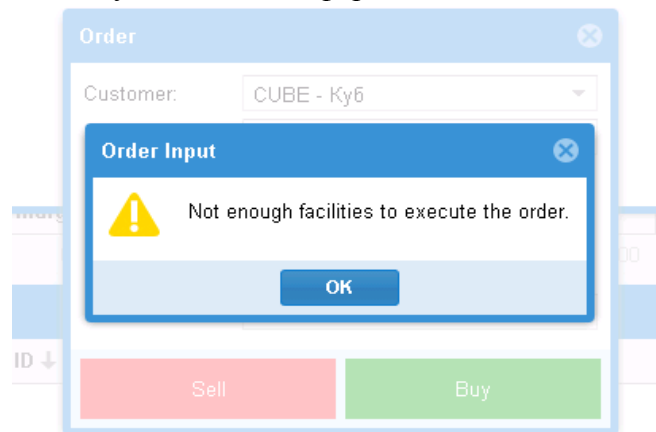 Order
Customer:
CUBE - Куб
Order Input
Not enough facilities to execute the order.
OK
ID
Sell
Buy